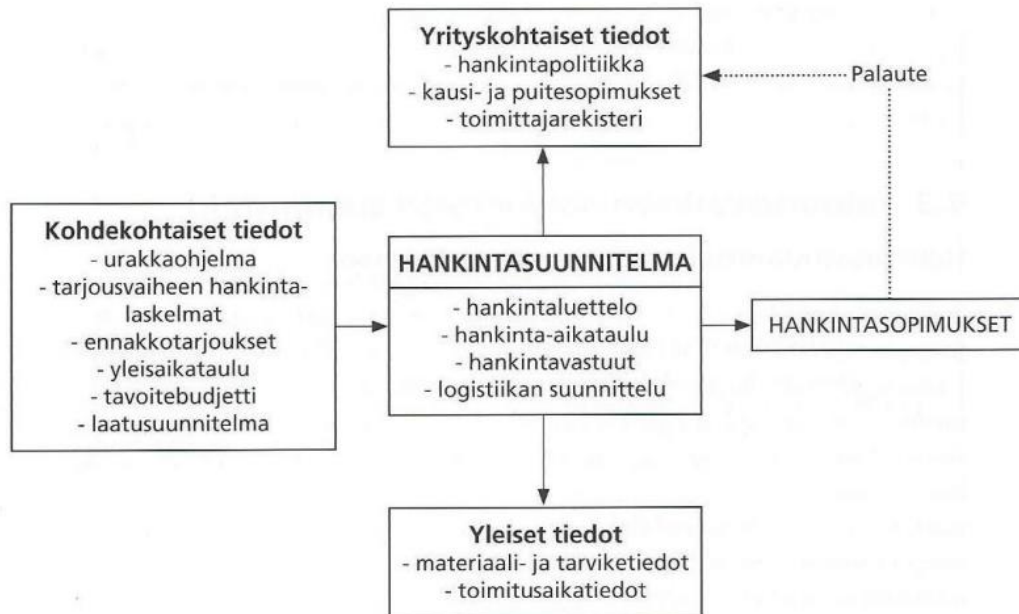 Yrityskohtaiset tiedot
- hankintapolitiikka
- kausi- ja puitesopimukset
- toimittajarekisteri
Palaute
Kohdekohtaiset tiedot
- urakkaohjelma
- tarjousvaiheen hankinta-
laskelmat
- ennakkotarjoukset
- yleisaikataulu
- tavoitebudjetti
- laatusuunnitelma
HANKINTASUUNNITELMA
- hankintaluettelo
- hankinta-aikataulu
- hankintavastuut
- logistiikan suunnittelu
HANKINTASOPIMUKSET
Yleiset tiedot
- materiaali- ja tarviketiedot
- toimitusaikatiedot